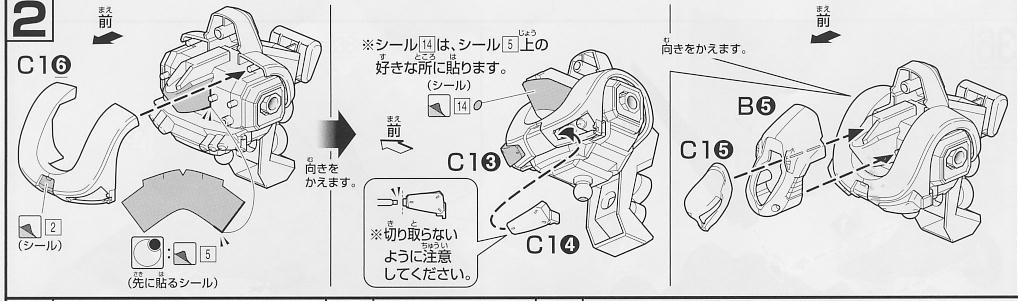 2
まえ
前
C1❻
2
(シール)
: 5
さき は
(先に貼るシール)
む
向きを
かえます。
※シール14は、シール5上の
じょう
好きな所に貼ります。
す ところ は
(シール)
14
まえ
前
C1❸
※切り取らない
き と
ように注意
ちゅうい
してください。
C1❹
む
向きをかえます。
まえ
前
B❺
C1❺